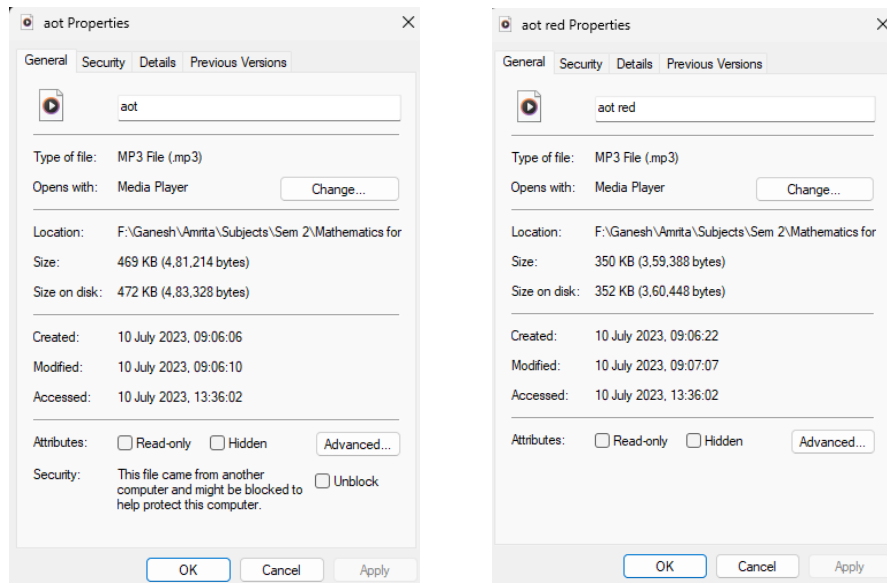 aot Properties
General Security Details Previous Versions
aot
Type of file: MP3 File (.mp3)
Opens with: Media Player Change...
Location: F:\Ganesh\Amrita\Subjects\Sem 2\Mathematics for
Size: 469 KB (4,81,214 bytes)
Size on disk: 472 KB (4,83,328 bytes)
Created: 10 July 2023, 09:06:06
Modified: 10 July 2023, 09:06:10
Accessed: 10 July 2023, 13:36:02
Attributes: Read-only Hidden Advanced...
Security: This file came from another
computer and might be blocked to
help protect this computer.
Unblock
OK Cancel Apply
aot red Properties
General Security Details Previous Versions
aot red
Type of file: MP3 File (.mp3)
Opens with: Media Player Change...
Location: F:\Ganesh\Amrita\Subjects\Sem 2\Mathematics for
Size: 350 KB (3,59,388 bytes)
Size on disk: 352 KB (3,60,448 bytes)
Created: 10 July 2023, 09:06:22
Modified: 10 July 2023, 09:07:07
Accessed: 10 July 2023, 13:36:02
Attributes: Read-only Hidden Advanced...
OK Cancel Apply